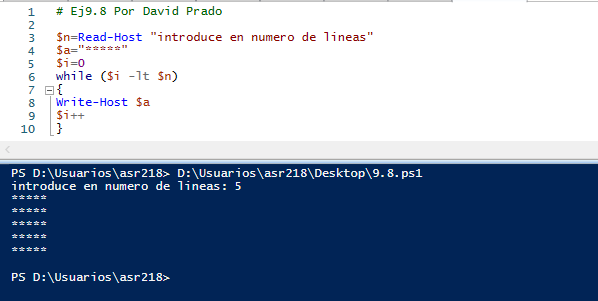 1 # Ej9.8 Por David Prado
2
3 $n=Read-Host "introduce en numero de lineas"
4 $a="*****"
5 $i=0
6 while ($i -lt $n)
7 {
8 Write-Host $a
9 $i++
10 }
PS D:\Usuarios\asr218> D:\Usuarios\asr218\Desktop\9.8.ps1
introduce en numero de lineas: 5
*****
*****
*****
*****
*****
PS D:\Usuarios\asr218>